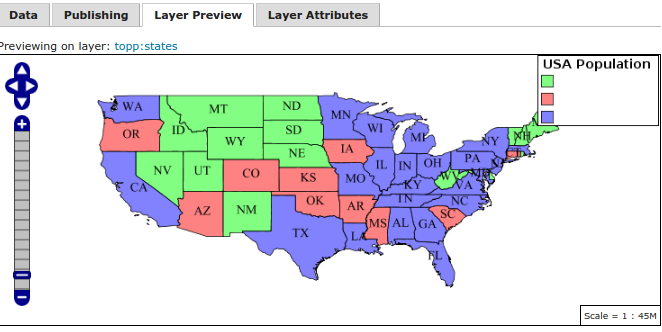 Data Publishing Layer Preview Layer Attributes
Previewing on layer: topp:states
USA Population
WA MT ND MN
OR ID WY SD WI MI NY NH
NV UT CO NE IA IL IN OH PA
CA KS MO KY WV VA
AZ NM OK AR TN NC
TX LA MS AL GA SC
FL
Scale = 1 : 45M